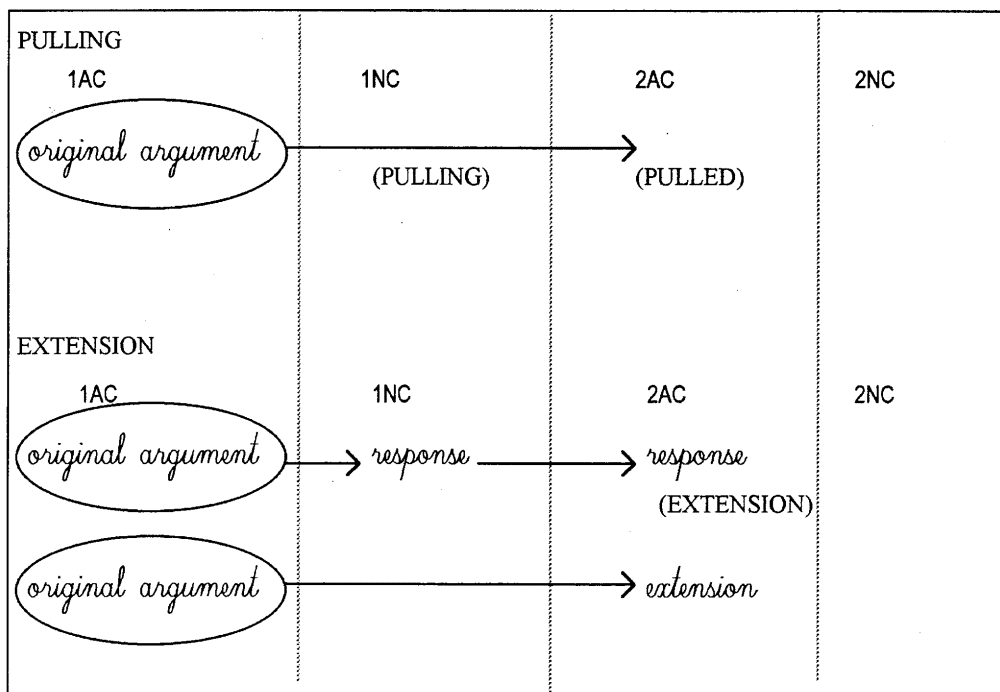 PULLING
1AC 1NC 2AC 2NC
original argument
(PULLING) (PULLED)
EXTENSION
1AC 1NC 2AC 2NC
original argument response response
(EXTENSION)
original argument extension